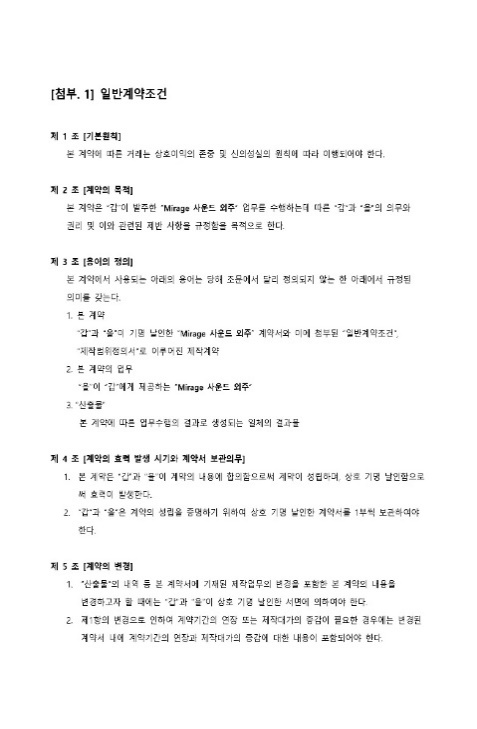 [첨부. 1] 일반계약조건
제 1 조 [기본원칙]
본 계약에 따른 거래는 상호이익의 존중 및 신의성실의 원칙에 따라 이행되어야 한다.
제 2 조 [계약의 목적]
본 계약은 "갑"이 발주한 "Mirage 사운드 외주" 업무를 수행하는데 따른 "갑"과 "을"의 의무와
권리 및 이와 관련된 제반 사항을 규정함을 목적으로 한다.
제 3 조 [용어의 정의]
본 계약에서 사용되는 아래의 용어는 당해 조문에서 달리 정의되지 않는 한 아래에서 규정된
의미를 갖는다.
1. 본 계약
"갑"과 "을"이 기명 날인한 "Mirage 사운드 외주" 계약서와 이에 첨부된 "일반계약조건",
"제작범위정의서"로 이루어진 제작계약
2. 본 계약의 업무
"을"이 "갑"에게 제공하는 "Mirage 사운드 외주"
3. "산출물"
본 계약에 따른 업무수행의 결과로 생성되는 일체의 결과물
제 4 조 [계약의 효력 발생 시기와 계약서 보관의무]
1. 본 계약은 "갑"과 "을"이 계약의 내용에 합의함으로써 계약이 성립하며, 상호 기명 날인함으로
써 효력이 발생한다.
2. "갑"과 "을"은 계약의 성립을 증명하기 위하여 상호 기명 날인한 계약서를 1부씩 보관하여야
한다.
제 5 조 [계약의 변경]
1. "산출물"의 내역 등 본 계약서에 기재된 제작업무의 변경을 포함한 본 계약의 내용을
변경하고자 할 때에는 "갑"과 "을"이 상호 기명 날인한 서면에 의하여야 한다.
2. 제1항의 변경으로 인하여 계약기간의 연장 또는 제작대가의 증감이 필요한 경우에는 변경된
계약서 내에 계약기간의 연장과 제작대가의 증감에 대한 내용이 포함되어야 한다.